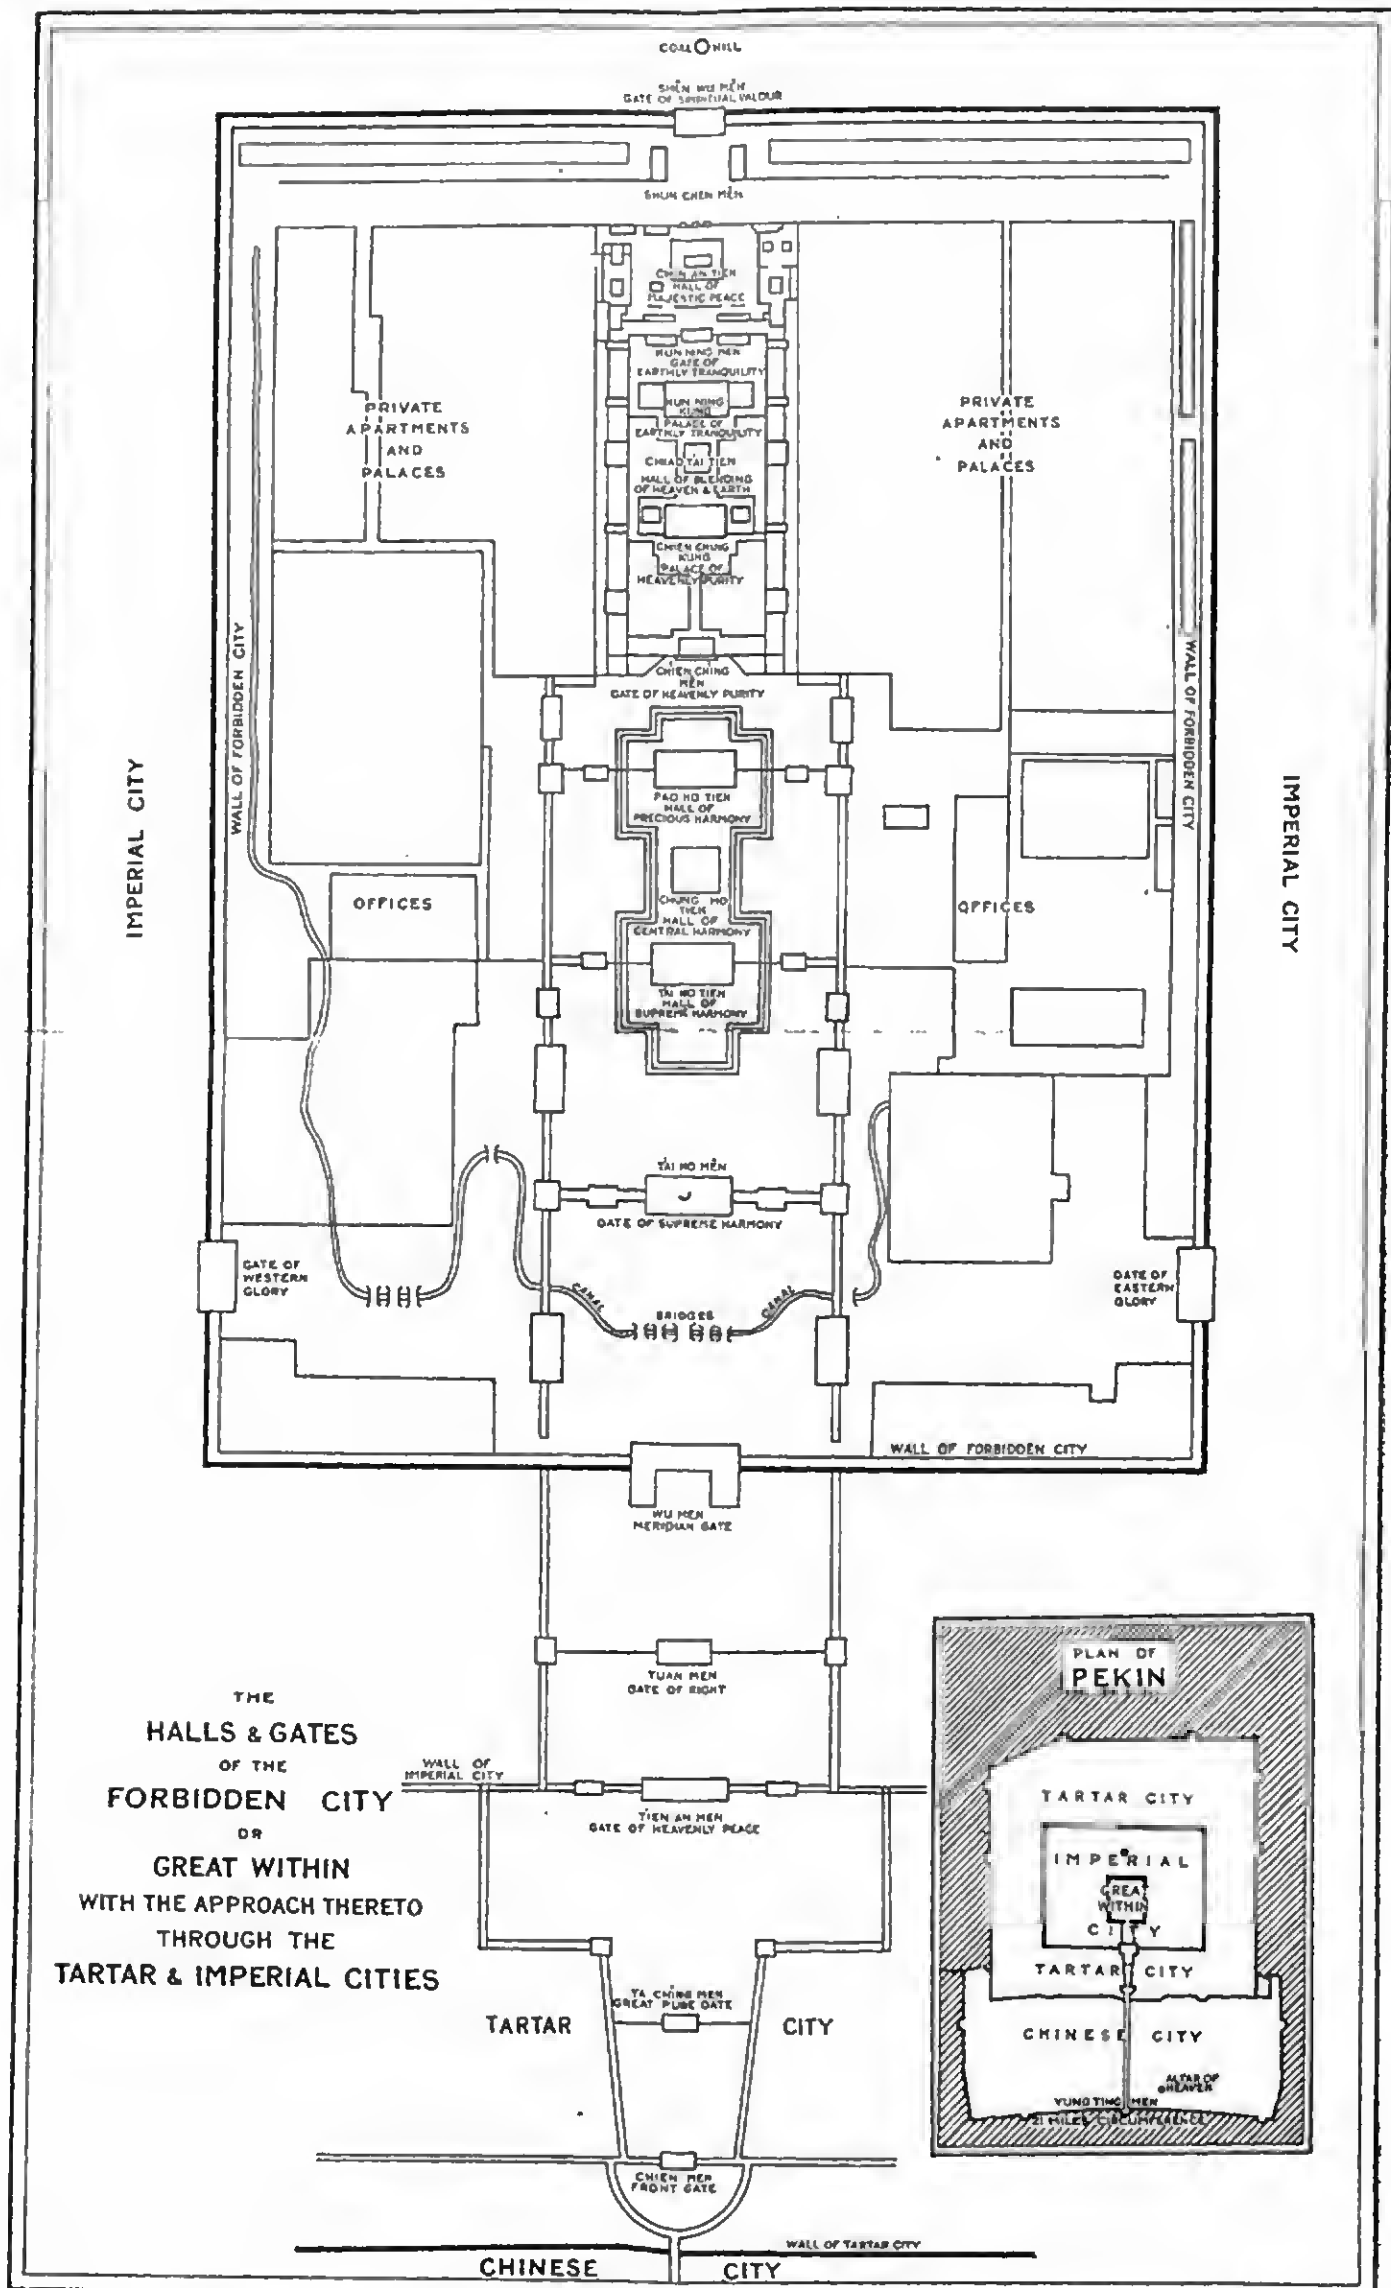 COAL HILL
SHÊN WU MÊN
GATE OF SPIRITUAL VALOUR
SHUN CHEN MÊN
CHIN AN TIEN
HALL OF
MAJESTIC PEACE
KUN NING MEN
GATE OF
EARTHLY TRANQUILITY
KUN NING
KUNG
PALACE OF
EARTHLY TRANQUILITY
CHIAO TAI TIEN
HALL OF BLENDING
OF HEAVEN & EARTH
CHIEN CHING
KUNG
PALACE OF
HEAVENLY PURITY
CHIEN CHING
MÊN
GATE OF HEAVENLY PURITY
PRIVATE
APARTMENTS
AND
PALACES
PRIVATE
APARTMENTS
AND
PALACES
WALL OF FORBIDDEN CITY
WALL OF FORBIDDEN CITY
IMPERIAL CITY
IMPERIAL CITY
PAO HO TIEN
HALL OF
PRECIOUS HARMONY
CHUNG HO
TIEN
HALL OF
CENTRAL HARMONY
OFFICES
OFFICES
TAI HO TIEN
HALL OF
SUPREME HARMONY
TAI HO MÊN
GATE OF SUPREME HARMONY
GATE OF
WESTERN
GLORY
GATE OF
EASTERN
GLORY
CANAL
BRIDGES
CANAL
WALL OF FORBIDDEN CITY
WU MEN
MERIDIAN GATE
TUAN MEN
GATE OF RIGHT
WALL OF
IMPERIAL CITY
TIEN AN MEN
GATE OF HEAVENLY PEACE
THE
HALLS & GATES
OF THE
FORBIDDEN CITY
OR
GREAT WITHIN
WITH THE APPROACH THERETO
THROUGH THE
TARTAR & IMPERIAL CITIES
TA CHING MEN
GREAT PURE GATE
TARTAR CITY
CHIEN MEN
FRONT GATE
WALL OF TARTAR CITY
CHINESE CITY
PLAN OF
PEKIN
TARTAR CITY
IMPERIAL
GREAT
WITHIN
CITY
TARTAR CITY
CHINESE CITY
ALTAR OF
HEAVEN
YUNG TING MEN
21 MILES CIRCUMFERENCE